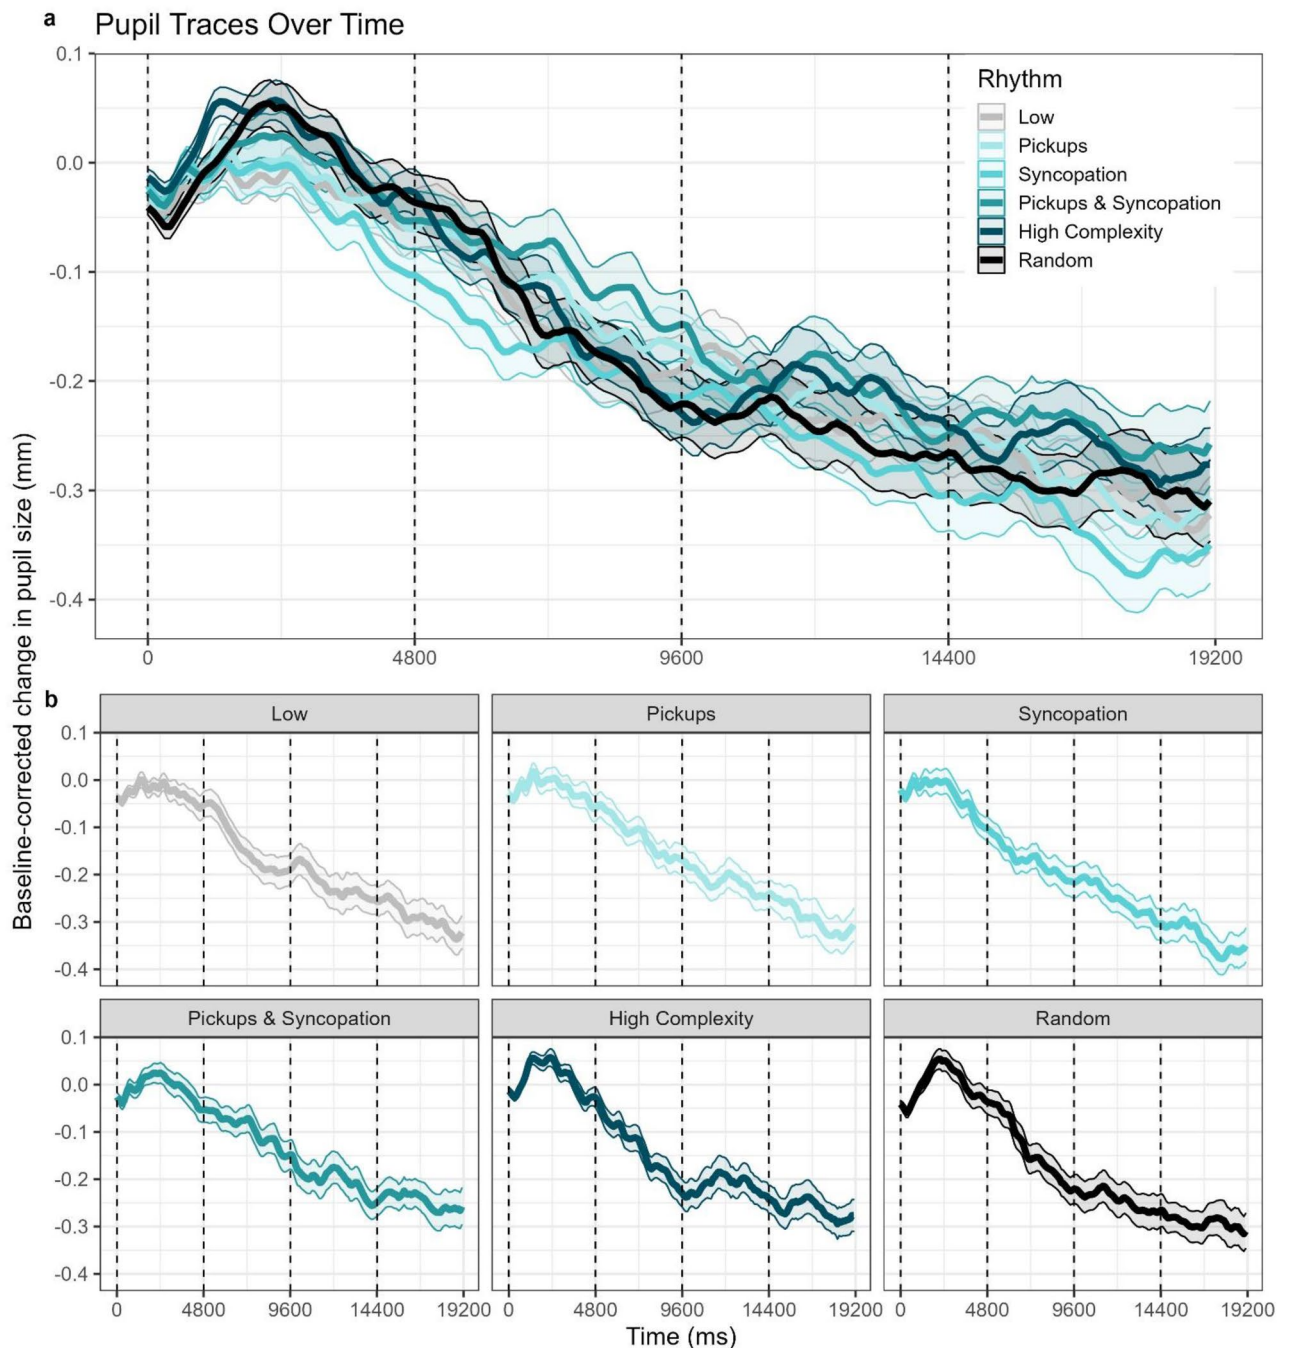 a
Pupil Traces Over Time
Baseline-corrected change in pupil size (mm)
0.1
0.0
-0.1
-0.2
-0.3
-0.4
0 4800 9600 14400 19200
Rhythm
Low
Pickups
Syncopation
Pickups & Syncopation
High Complexity
Random
b
Low Pickups Syncopation
0.1
0.0
-0.1
-0.2
-0.3
-0.4
Pickups & Syncopation High Complexity Random
0.1
0.0
-0.1
-0.2
-0.3
-0.4
0 4800 9600 14400 19200 0 4800 9600 14400 19200 0 4800 9600 14400 19200
Time (ms)